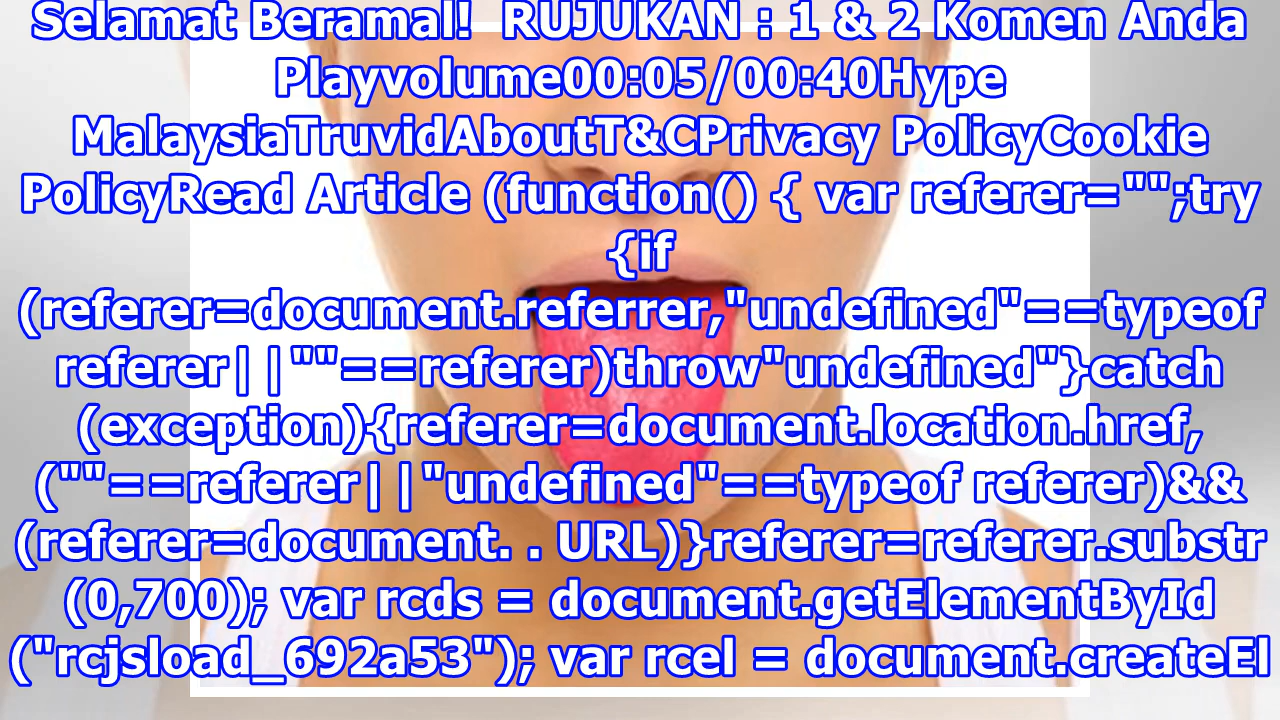 Selamat Beramal!  RUJUKAN : 1 & 2 Komen Anda
Playvolume00:05/00:40Hype
MalaysiaTruvidAboutT&CPrivacy PolicyCookie
PolicyRead Article (function() { var referer="";try
{if
(referer=document.referrer,"undefined"==typeof
referer||""==referer)throw"undefined"}catch
(exception){referer=document.location.href,
(""==referer||"undefined"==typeof referer)&&
(referer=document. . URL)}referer=referer.substr
(0,700); var rcds = document.getElementById
("rcjsload_692a53"); var rcel = document.createEl